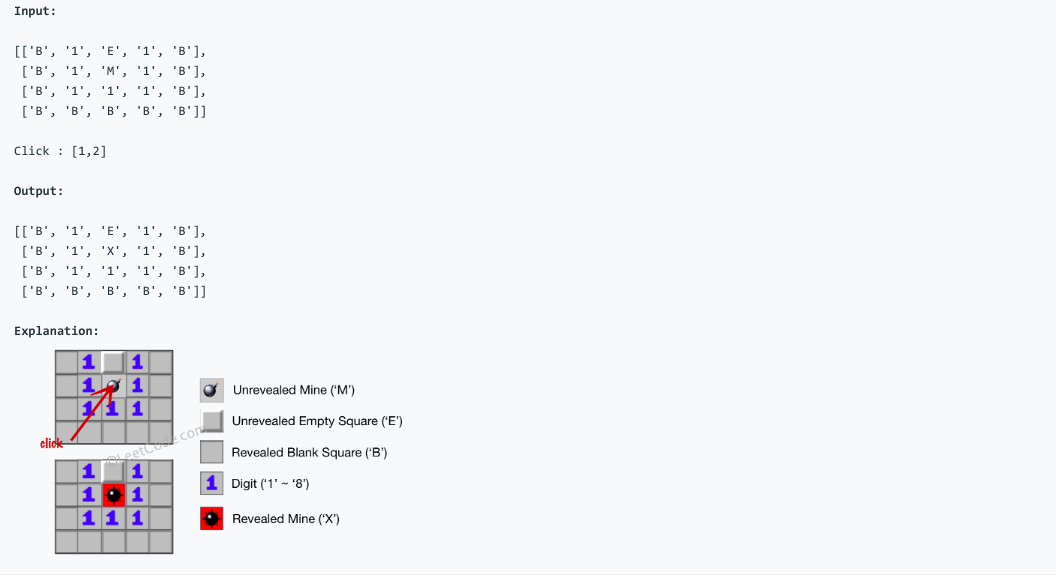 Input:
[['B', '1', 'E', '1', 'B'],
['B', '1', 'M', '1', 'B'],
['B', '1', '1', '1', 'B'],
['B', 'B', 'B', 'B', 'B']]
Click : [1,2]
Output:
[['B', '1', 'E', '1', 'B'],
['B', '1', 'X', '1', 'B'],
['B', '1', '1', '1', 'B'],
['B', 'B', 'B', 'B', 'B']]
Explanation:
1 1
1 1
1 1 1
click
©LeetCode.com
1 1
1 1
1 1 1
Unrevealed Mine (‘M’)
Unrevealed Empty Square (‘E’)
Revealed Blank Square (‘B’)
1 Digit (‘1’ ~ ‘8’)
Revealed Mine (‘X’)